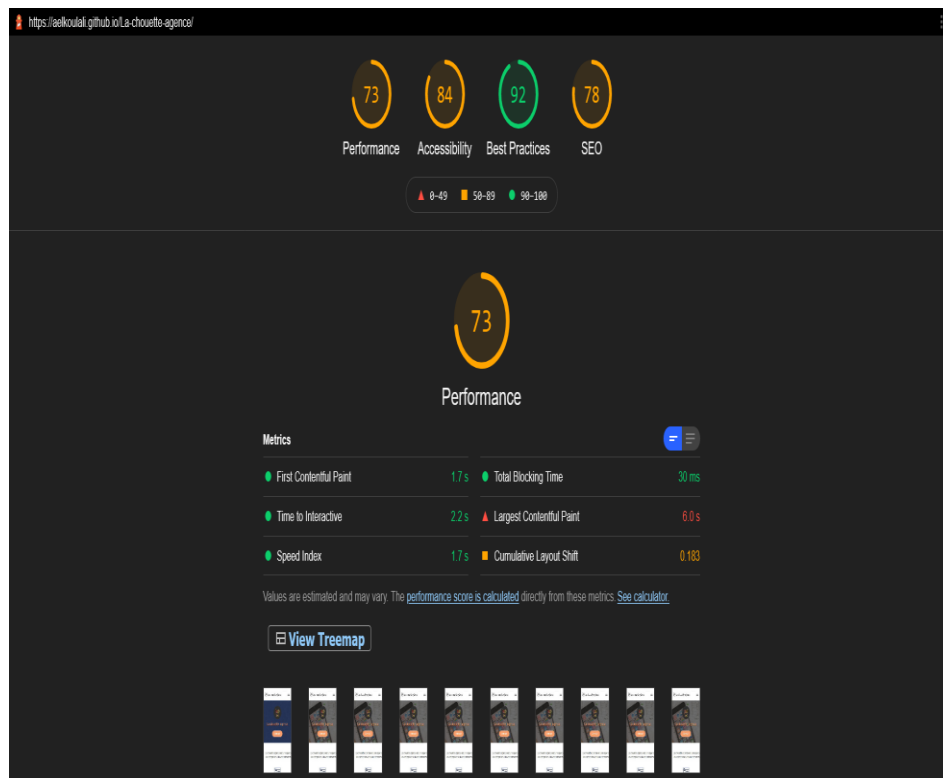 https://aelkoulali.github.io/La-chouette-agence/
73 84 92 78
Performance Accessibility Best Practices SEO
0-49 50-89 90-100
73
Performance
Metrics
First Contentful Paint 1.7 s Total Blocking Time 30 ms
Time to Interactive 2.2 s Largest Contentful Paint 6.0 s
Speed Index 1.7 s Cumulative Layout Shift 0.183
Values are estimated and may vary. The performance score is calculated directly from these metrics. See calculator.
View Treemap